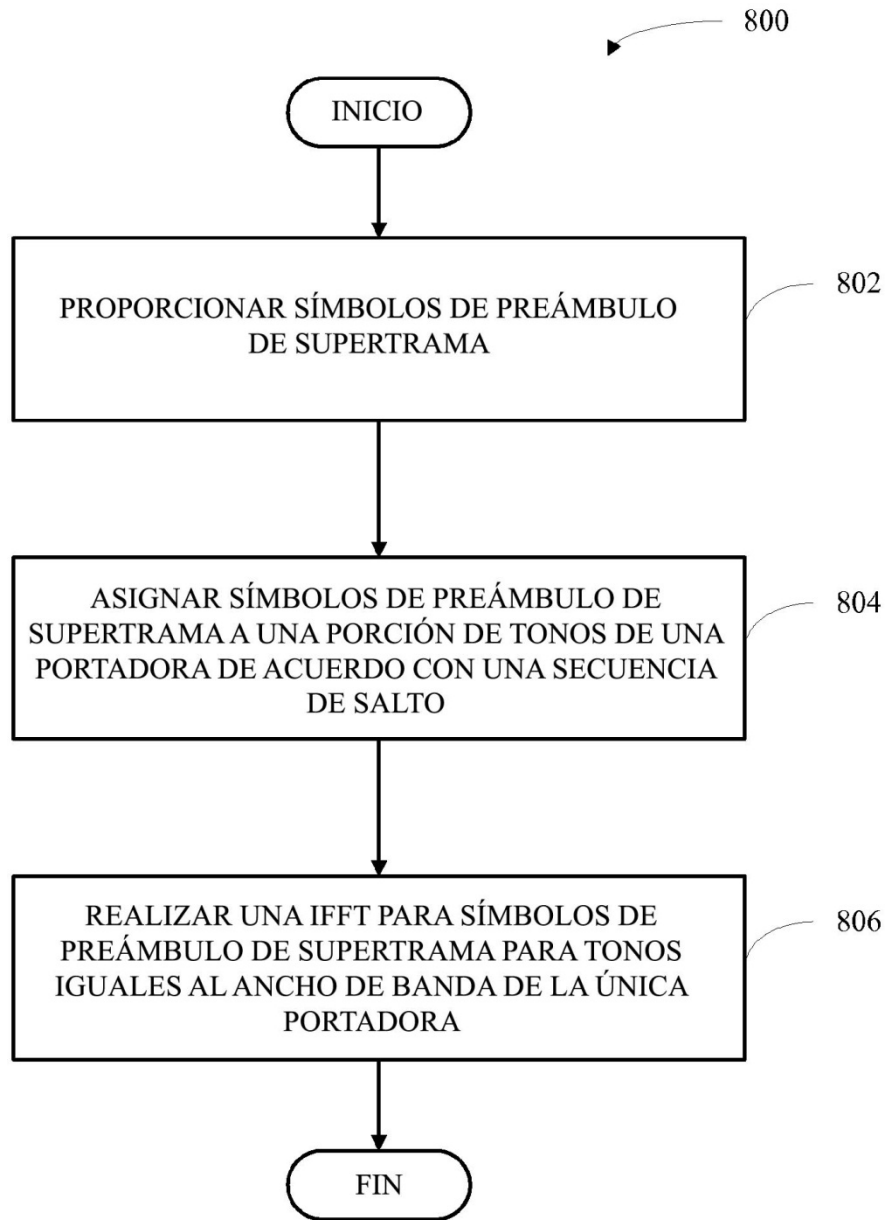 800
INICIO
PROPORCIONAR SÍMBOLOS DE PREÁMBULO
DE SUPERTRAMA
802
ASIGNAR SÍMBOLOS DE PREÁMBULO DE
SUPERTRAMA A UNA PORCIÓN DE TONOS DE UNA
PORTADORA DE ACUERDO CON UNA SECUENCIA
DE SALTO
804
REALIZAR UNA IFFT PARA SÍMBOLOS DE
PREÁMBULO DE SUPERTRAMA PARA TONOS
IGUALES AL ANCHO DE BANDA DE LA ÚNICA
PORTADORA
806
FIN